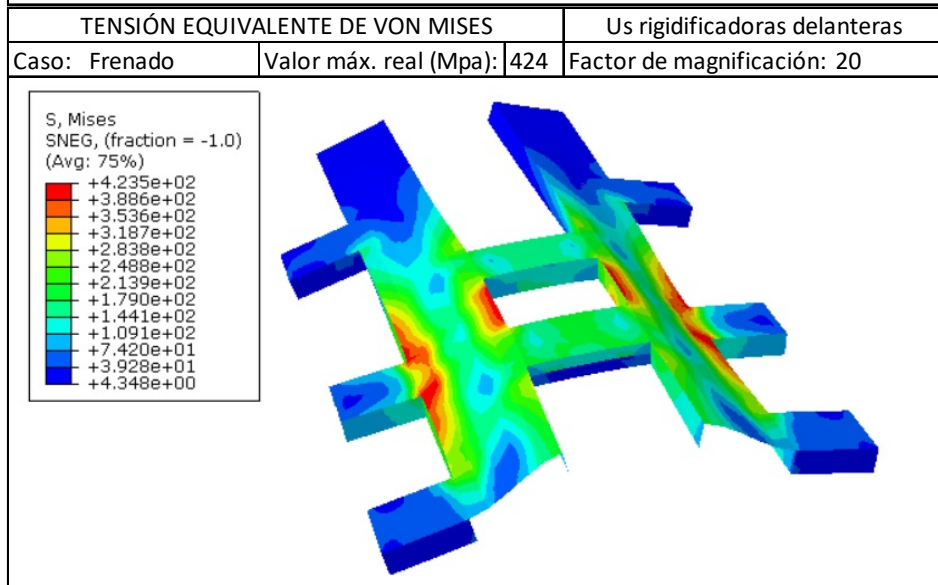 TENSIÓN EQUIVALENTE DE VON MISES Us rigidificadoras delanteras
Caso: Frenado Valor máx. real (Mpa): 424 Factor de magnificación: 20
S, Mises
SNEG, (fraction = -1.0)
(Avg: 75%)
+4.235e+02
+3.886e+02
+3.536e+02
+3.187e+02
+2.838e+02
+2.488e+02
+2.139e+02
+1.790e+02
+1.441e+02
+1.091e+02
+7.420e+01
+3.928e+01
+4.348e+00